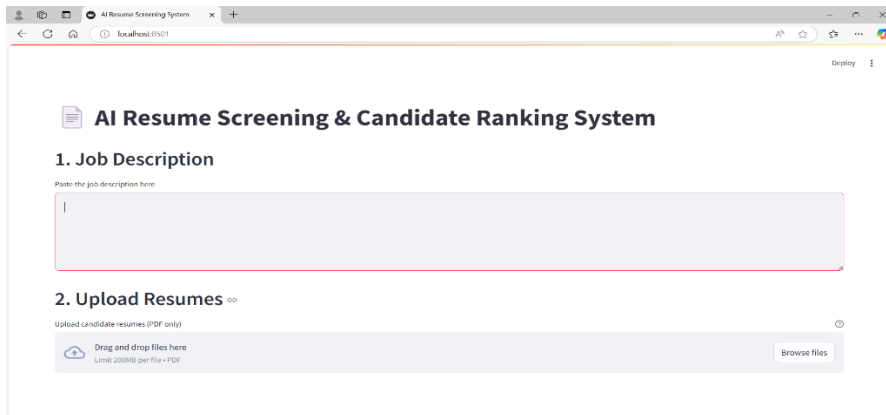 AI Resume Screening System
localhost:8501
Deploy
AI Resume Screening & Candidate Ranking System
1. Job Description
Paste the job description here
2. Upload Resumes
Upload candidate resumes (PDF only)
Drag and drop files here
Limit 200MB per file • PDF
Browse files